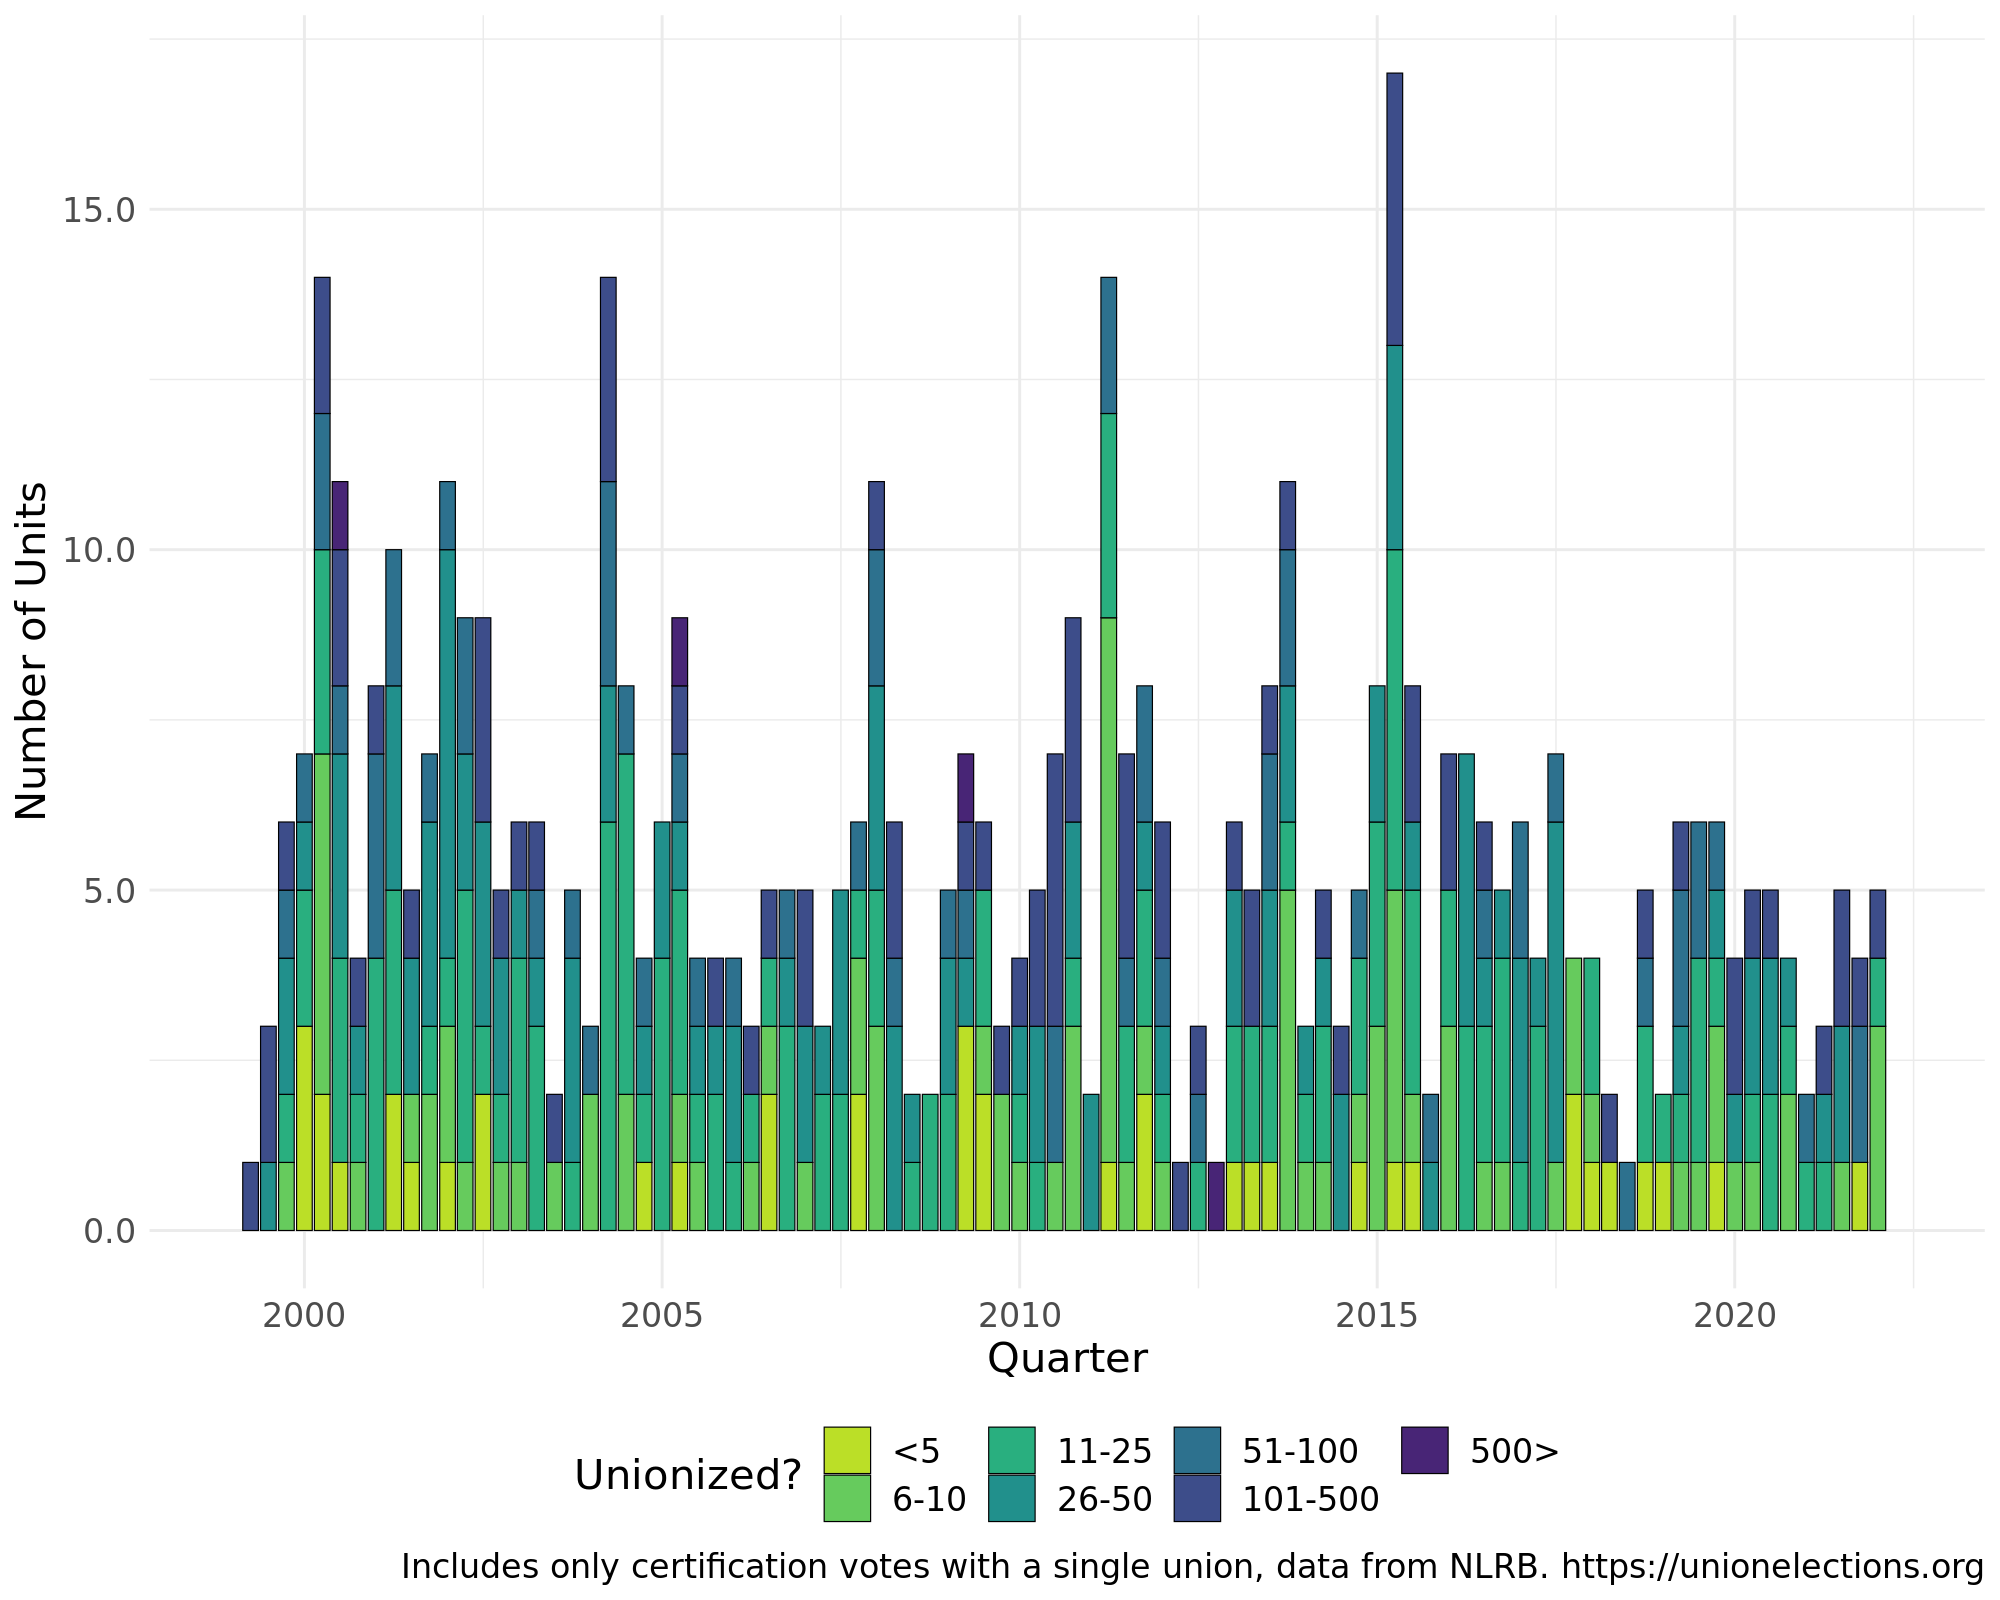 15.0
10.0
5.0
0.0
Number of Units
2000 2005 2010 2015 2020
Quarter
Unionized?
<5 11-25 51-100 500>
6-10 26-50 101-500
Includes only certification votes with a single union, data from NLRB. https://unionelections.org